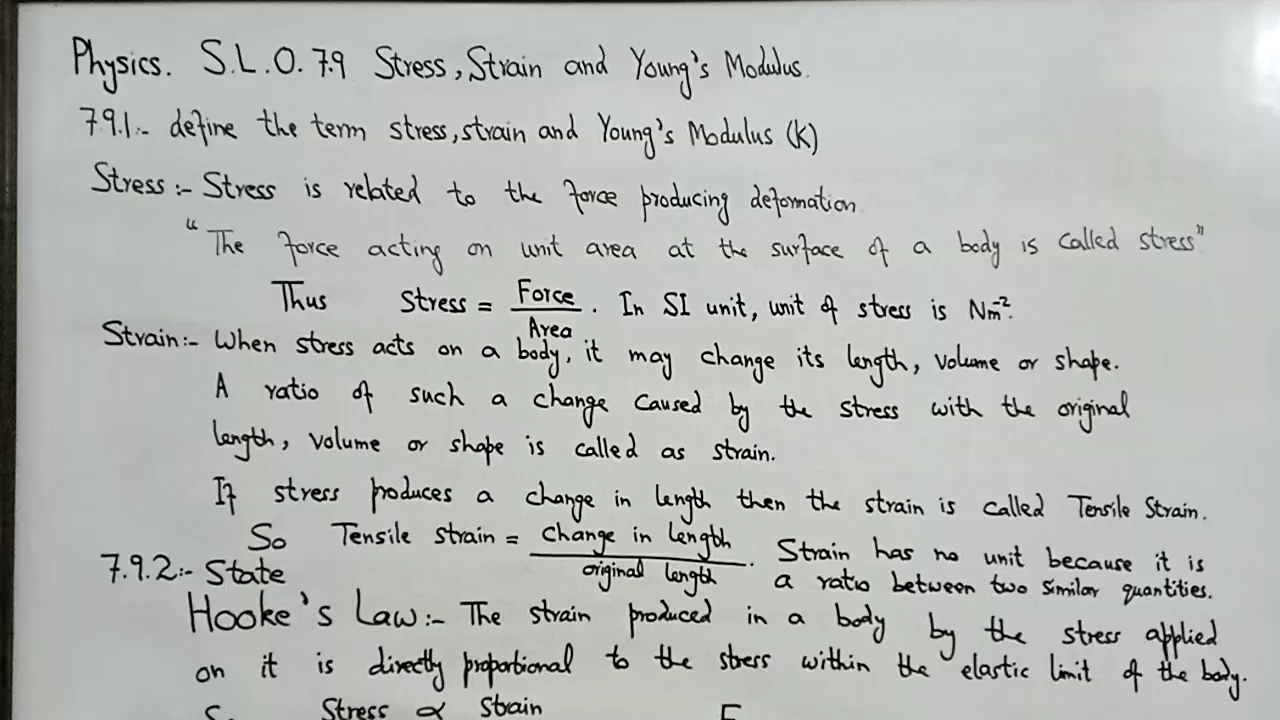 Physics. S.L.O. 7.9 Stress, Strain and Young's Modulus.
7.9.1:- define the term stress, strain and Young's Modulus (K)
Stress:- Stress is related to the force producing deformation
"The force acting on unit area at the surface of a body is called stress"
Thus Stress = Force / Area . In SI unit, unit of stress is Nm⁻².
Strain:- When stress acts on a body, it may change its length, volume or shape.
A ratio of such a change caused by the stress with the original
length, volume or shape is called as strain.
If stress produces a change in length then the strain is called Tensile Strain.
So Tensile strain = change in length / original length . Strain has no unit because it is
a ratio between two similar quantities.
7.9.2:- State
Hooke's Law:- The strain produced in a body by the stress applied
on it is directly proportional to the stress within the elastic limit of the body.
Stress ∝ Strain